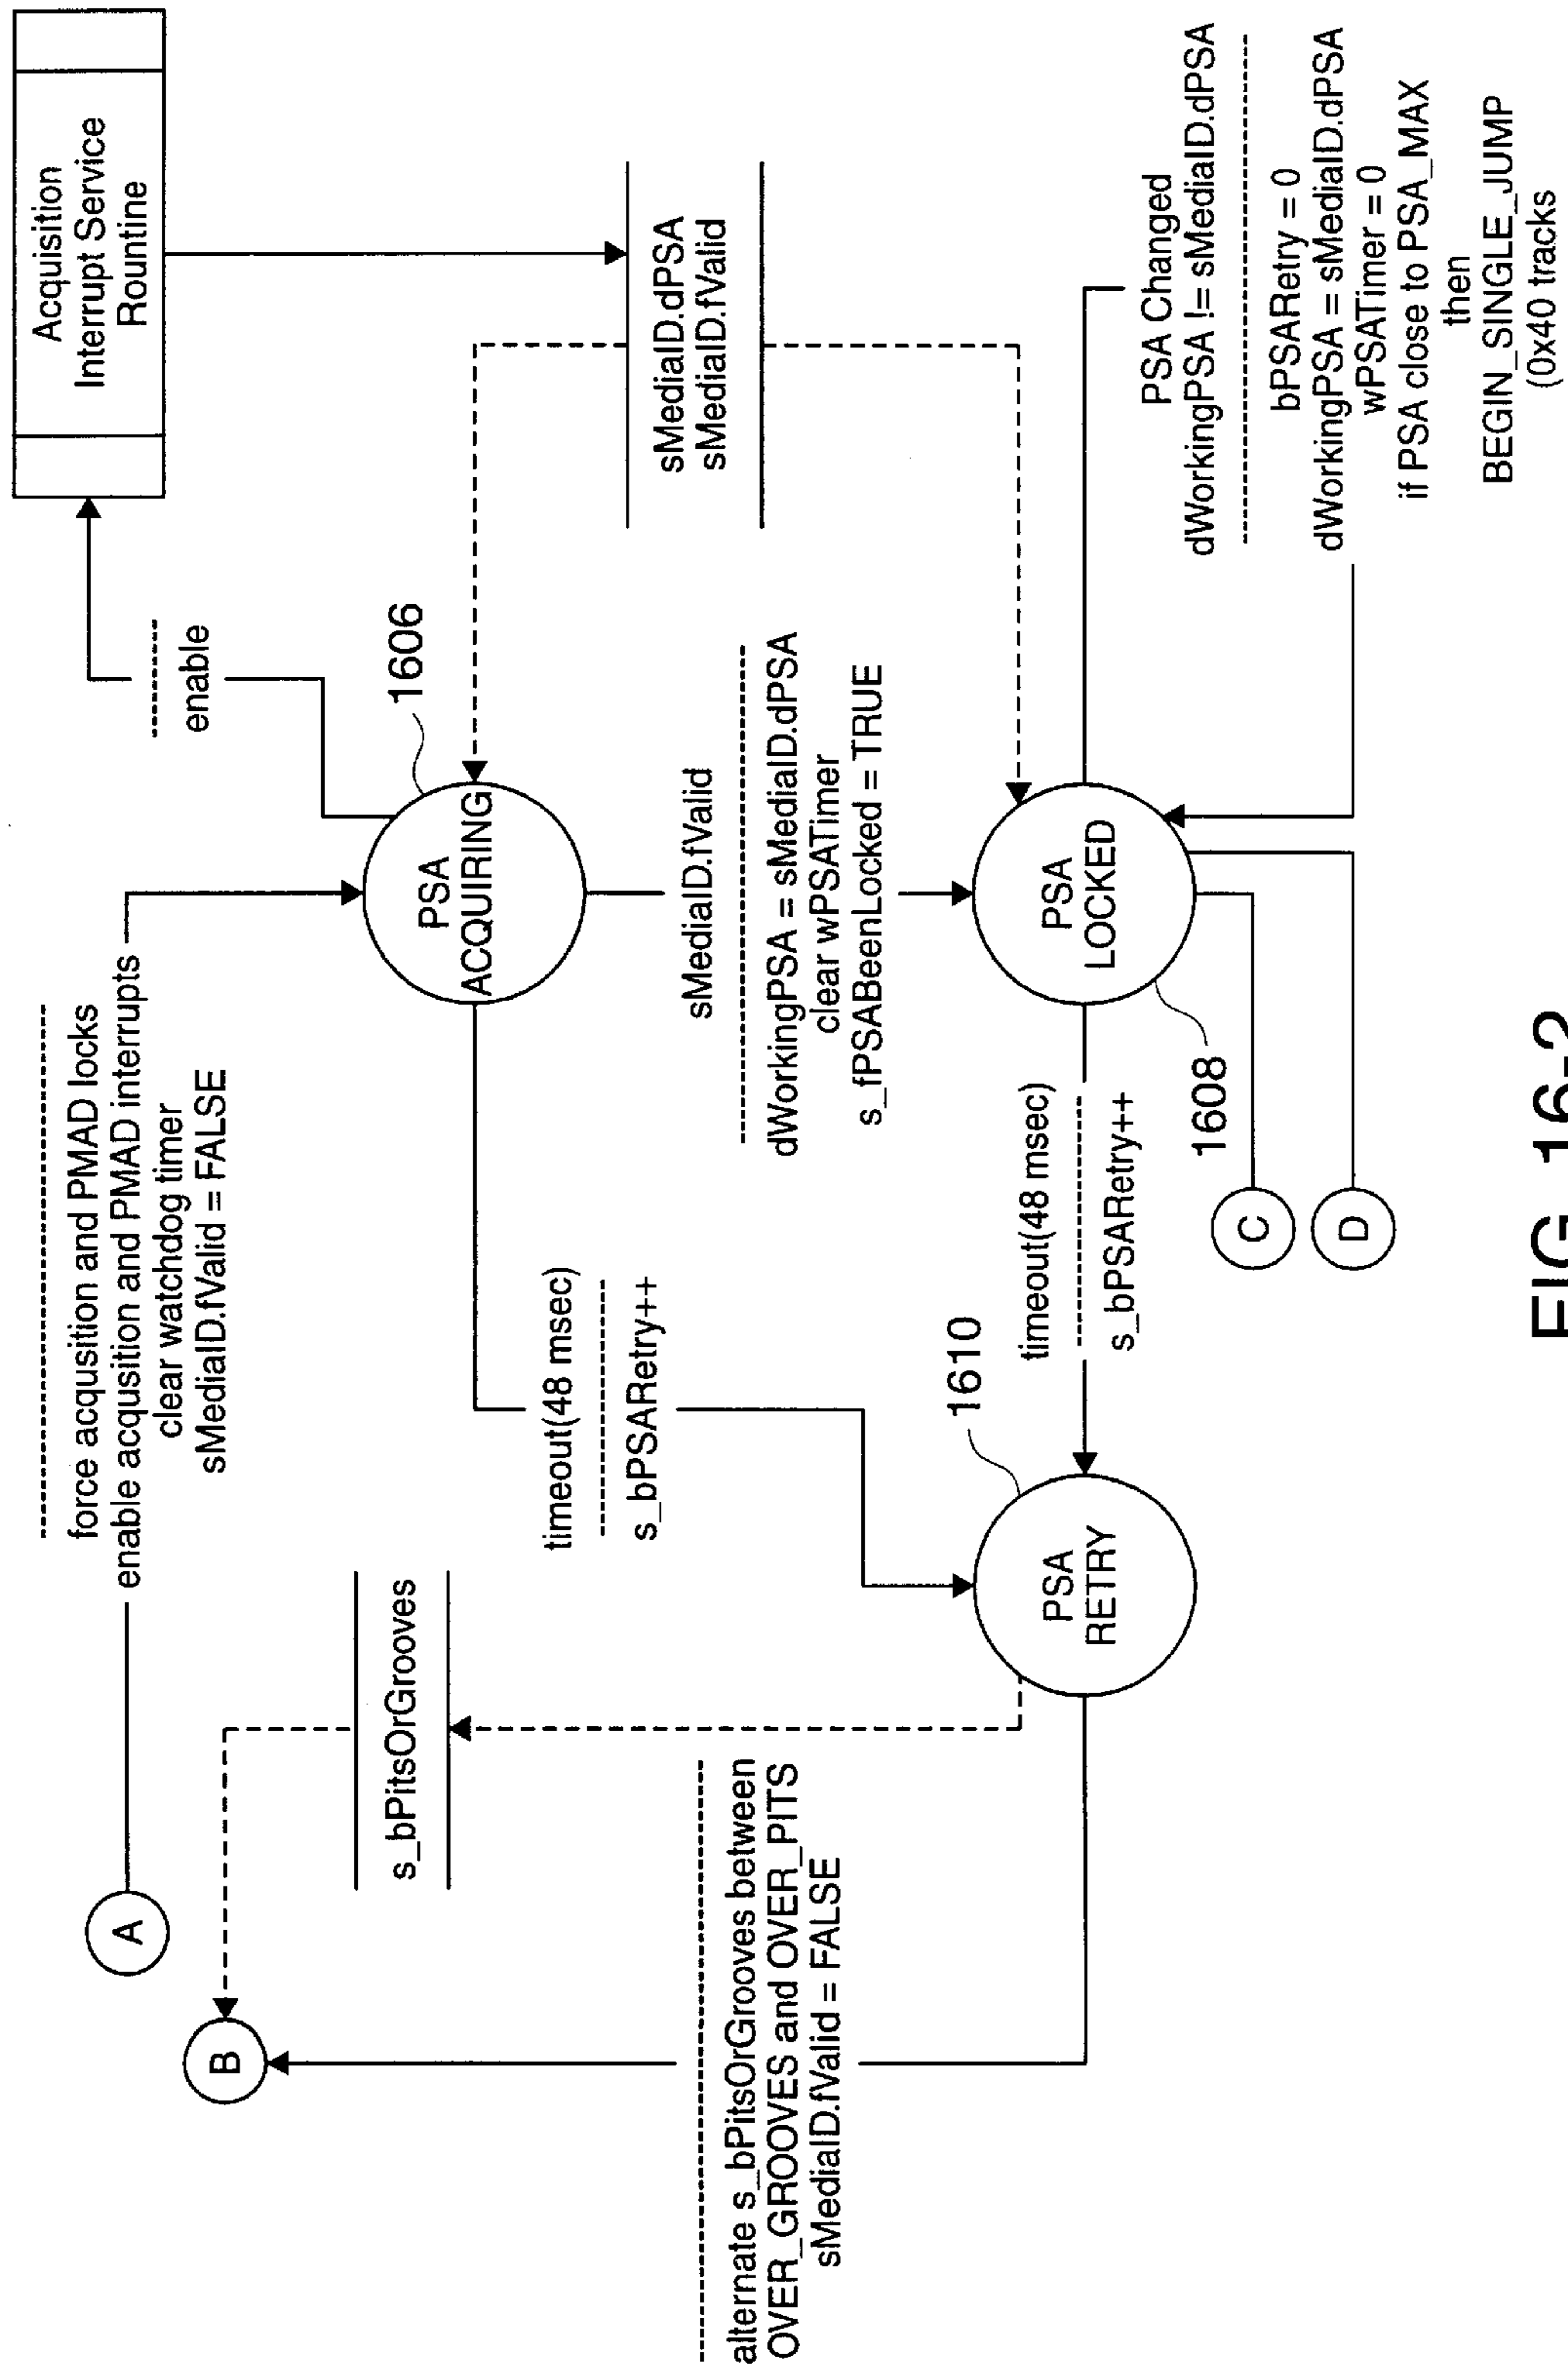 A
force acqusition and PMAD locks
enable acqusition and PMAD interrupts
clear watchdog timer
sMediaID.fValid = FALSE
enable
Acquisition
Interrupt Service
Rountine
B
s_bPitsOrGrooves
PSA
ACQUIRING
1606
sMediaID.dPSA
sMediaID.fValid
timeout(48 msec)
s_bPSARetry++
sMediaID.fValid
dWorkingPSA = sMediaID.dPSA
clear wPSATimer
s_fPSABeenLocked = TRUE
alternate s_bPitsOrGrooves between
OVER_GROOVES and OVER_PITS
sMediaID.fValid = FALSE
PSA
RETRY
1610
timeout(48 msec)
s_bPSARetry++
PSA
LOCKED
1608
C
D
PSA Changed
dWorkingPSA != sMediaID.dPSA
bPSARetry = 0
dWorkingPSA = sMediaID.dPSA
wPSATimer = 0
if PSA close to PSA_MAX
then
BEGIN_SINGLE_JUMP
(0x40 tracks
FIG. 16-2